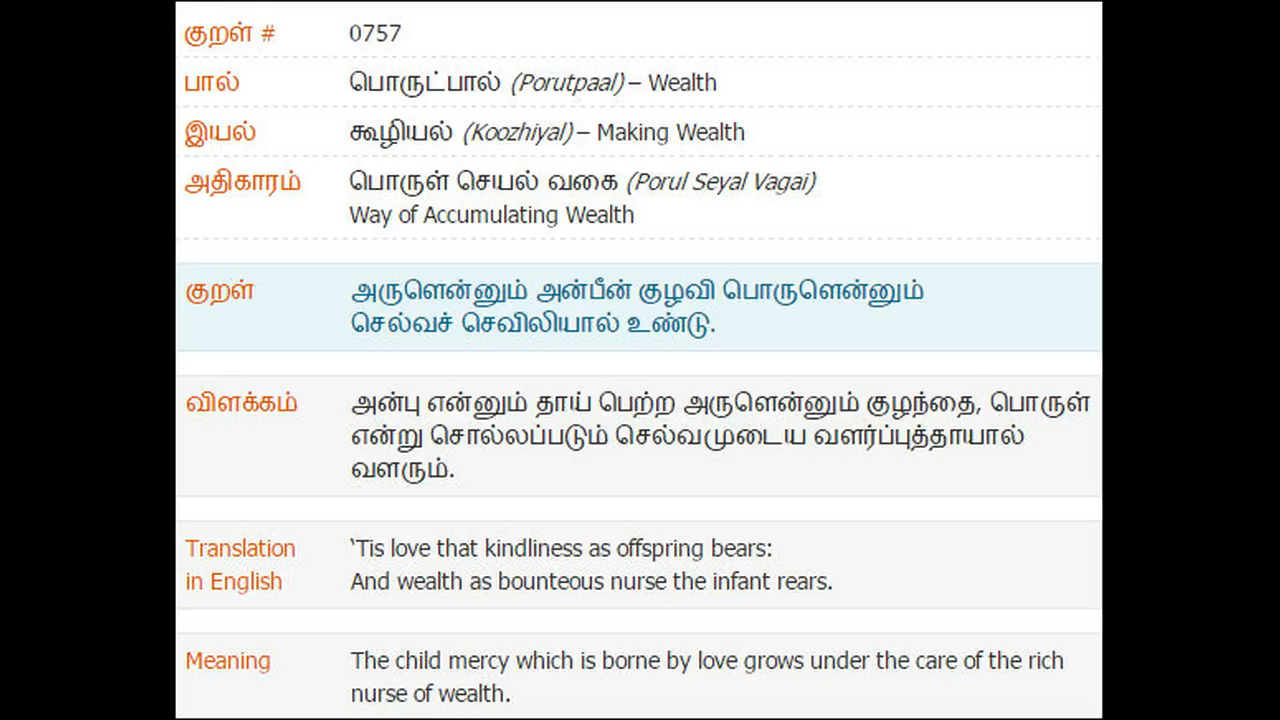 குறள் # 0757
பால் பொருட்பால் (Porutpaal) – Wealth
இயல் கூழியல் (Koozhiyal) – Making Wealth
அதிகாரம் பொருள் செயல் வகை (Porul Seyal Vagai)
Way of Accumulating Wealth
குறள் அருளென்னும் அன்பீன் குழவி பொருளென்னும்
செல்வச் செவிலியால் உண்டு.
விளக்கம் அன்பு என்னும் தாய் பெற்ற அருளென்னும் குழந்தை, பொருள்
என்று சொல்லப்படும் செல்வமுடைய வளர்ப்புத்தாயால்
வளரும்.
Translation ‘Tis love that kindliness as offspring bears:
in English And wealth as bounteous nurse the infant rears.
Meaning The child mercy which is borne by love grows under the care of the rich
nurse of wealth.